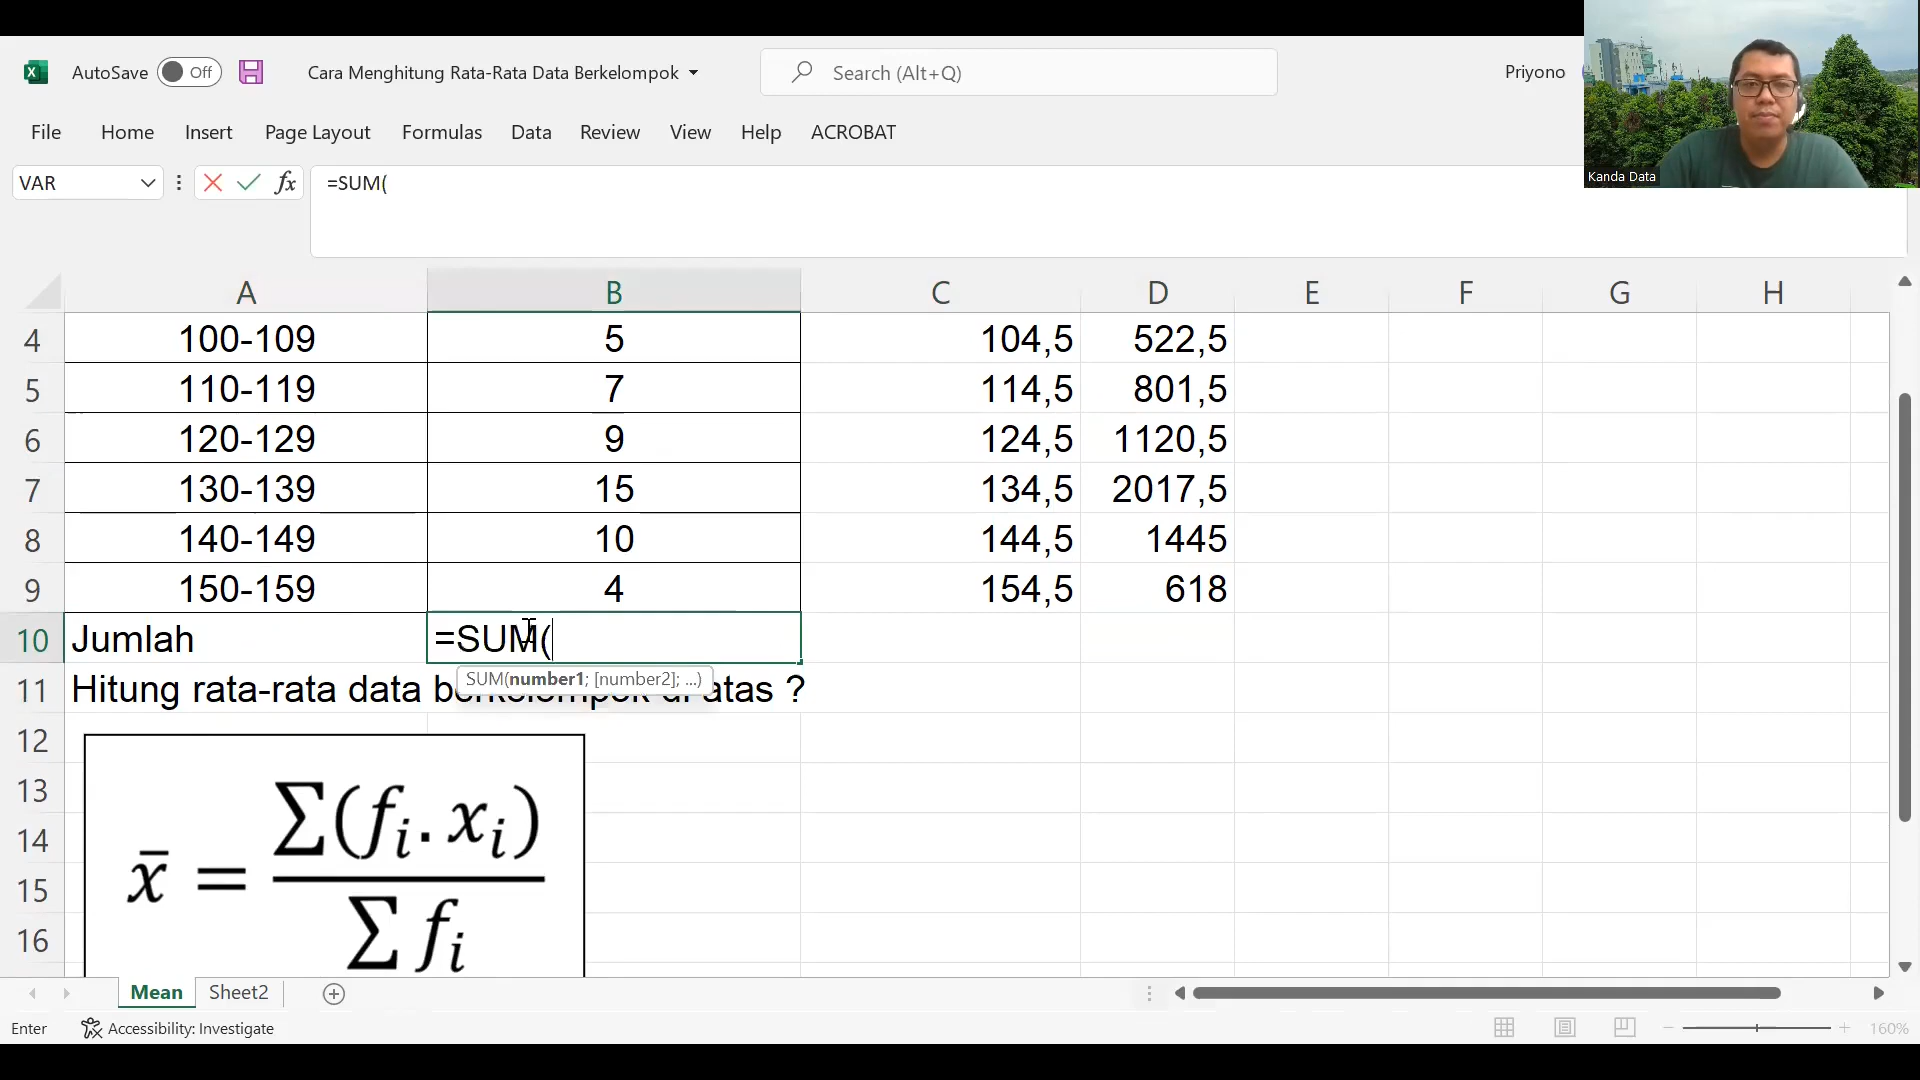 AutoSave Off Cara Menghitung Rata-Rata Data Berkelompok Search (Alt+Q) Priyono
File Home Insert Page Layout Formulas Data Review View Help ACROBAT
Kanda Data
VAR fx =SUM(
A B C D E F G H
4 100-109 5 104,5 522,5
5 110-119 7 114,5 801,5
6 120-129 9 124,5 1120,5
7 130-139 15 134,5 2017,5
8 140-149 10 144,5 1445
9 150-159 4 154,5 618
10 Jumlah =SUM(
SUM(number1; [number2]; ...)
11 Hitung rata-rata data berkelompok di atas ?
12
13
14
15
16
x̄ = ∑(fᵢ.xᵢ) / ∑fᵢ
Mean Sheet2
Enter Accessibility: Investigate 160%